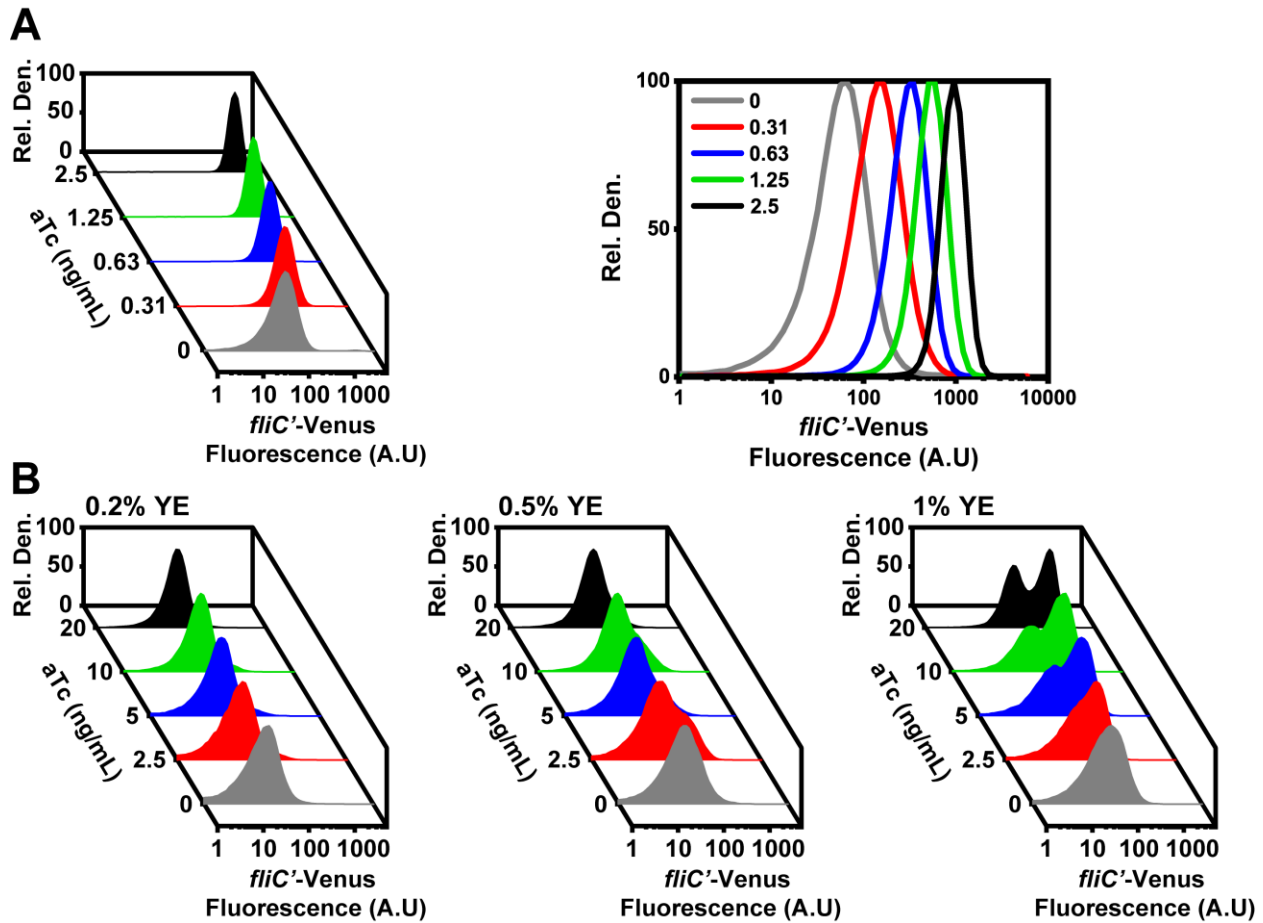 A
Rel. Den.
100
50
0
2.5
1.25
0.63
0.31
0
aTc (ng/mL)
1 10 100 1000
fliC'-Venus
Fluorescence (A.U)
Rel. Den.
100
50
0
0
0.31
0.63
1.25
2.5
1 10 100 1000 10000
fliC'-Venus
Fluorescence (A.U)
B
0.2% YE
Rel. Den.
100
50
0
20
10
5
2.5
0
aTc (ng/mL)
1 10 100 1000
fliC'-Venus
Fluorescence (A.U)
0.5% YE
Rel. Den.
100
50
0
20
10
5
2.5
0
aTc (ng/mL)
1 10 100 1000
fliC'-Venus
Fluorescence (A.U)
1% YE
Rel. Den.
100
50
0
20
10
5
2.5
0
aTc (ng/mL)
1 10 100 1000
fliC'-Venus
Fluorescence (A.U)